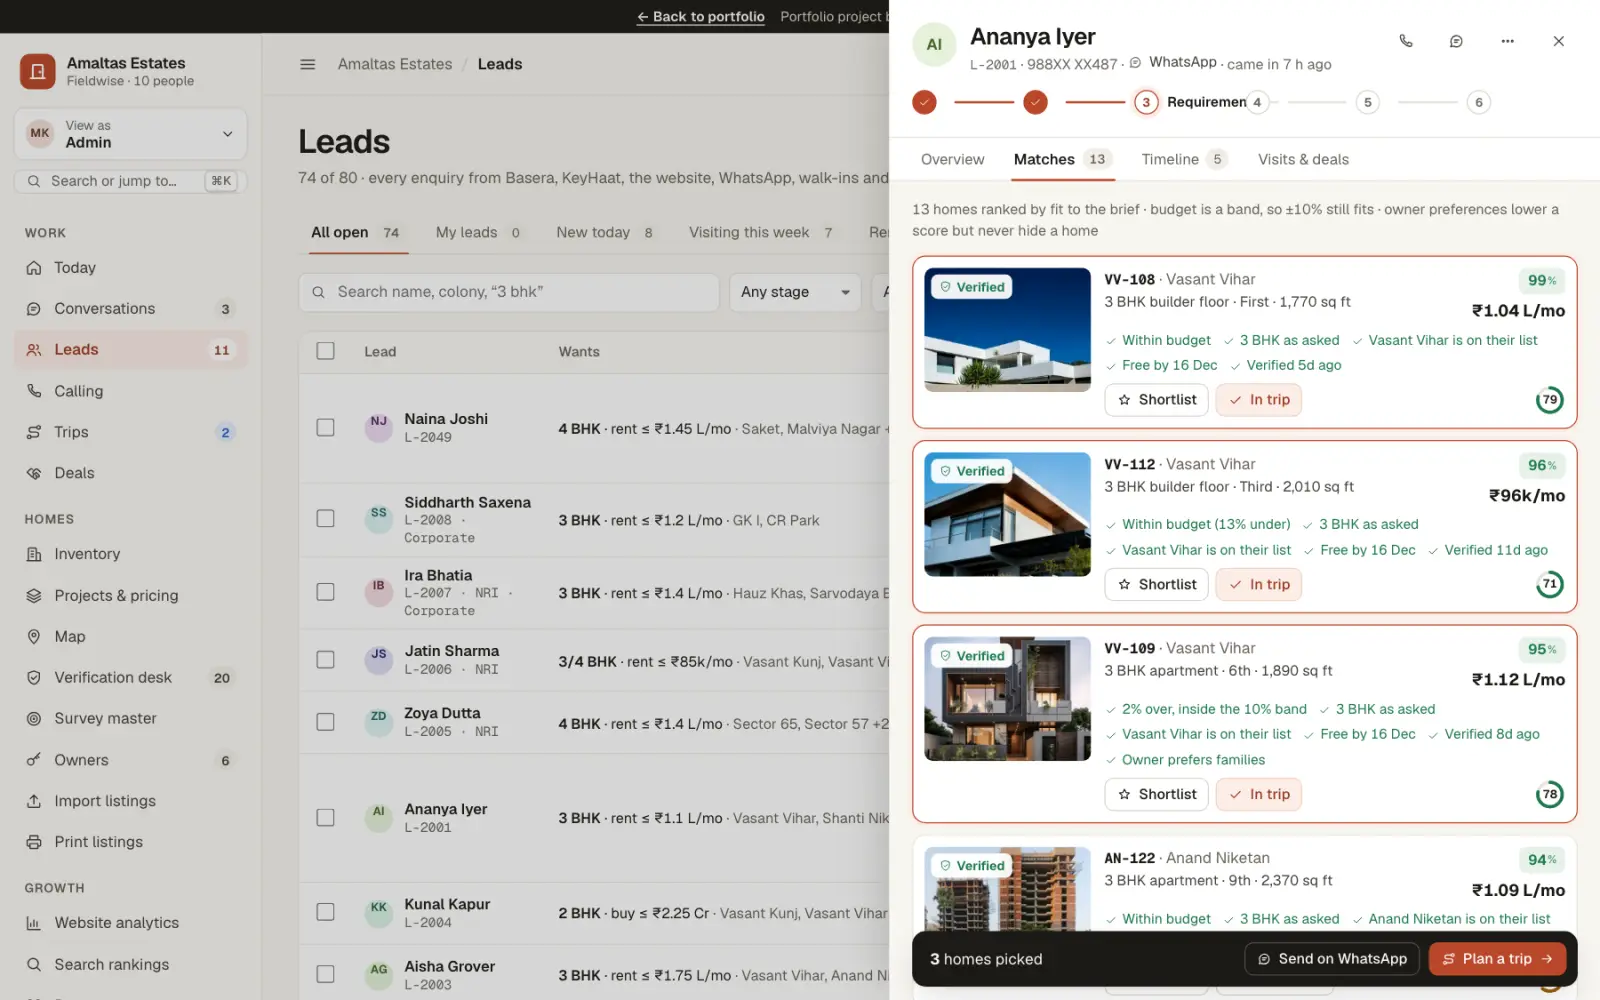 ← Back to portfolio
Portfolio project
Amaltas Estates
Fieldwise · 10 people
MK
View as
Admin
Search or jump to...
⌘K
WORK
Today
Conversations 3
Leads 11
Calling
Trips 2
Deals
HOMES
Inventory
Projects & pricing
Map
Verification desk 20
Survey master
Owners 6
Import listings
Print listings
GROWTH
Website analytics
Search rankings
Amaltas Estates / Leads
Leads
74 of 80 · every enquiry from Basera, KeyHaat, the website, WhatsApp, walk-ins and
All open 74
My leads 0
New today 8
Visiting this week 7
Search name, colony, “3 bhk”
Any stage
Lead
Wants
NJ
Naina Joshi
L-2049
4 BHK · rent ≤ ₹1.45 L/mo · Saket, Malviya Nagar
SS
Siddharth Saxena
L-2008 ·
Corporate
3 BHK · rent ≤ ₹1.2 L/mo · GK I, CR Park
IB
Ira Bhatia
L-2007 · NRI ·
Corporate
3 BHK · rent ≤ ₹1.4 L/mo · Hauz Khas, Sarvodaya
JS
Jatin Sharma
L-2006 · NRI
3/4 BHK · rent ≤ ₹85k/mo · Vasant Kunj, Vasant
ZD
Zoya Dutta
L-2005 · NRI
4 BHK · rent ≤ ₹1.4 L/mo · Sector 65, Sector 57 +2
AI
Ananya Iyer
L-2001
3 BHK · rent ≤ ₹1.1 L/mo · Vasant Vihar, Shanti
KK
Kunal Kapur
L-2004
2 BHK · buy ≤ ₹2.25 Cr · Vasant Kunj, Vasant Vihar
AG
Aisha Grover
L-2003
3 BHK · rent ≤ ₹1.75 L/mo · Vasant Vihar, Anand
AI
Ananya Iyer
L-2001 · 988XX XX487 · WhatsApp · came in 7 h ago
3 Requiremen 4 5 6
Overview
Matches 13
Timeline 5
Visits & deals
13 homes ranked by fit to the brief · budget is a band, so ±10% still fits · owner preferences lower a
score but never hide a home
Verified
VV-108 · Vasant Vihar
99%
3 BHK builder floor · First · 1,770 sq ft
₹1.04 L/mo
Within budget 3 BHK as asked Vasant Vihar is on their list
Free by 16 Dec Verified 5d ago
Shortlist
In trip
79
Verified
VV-112 · Vasant Vihar
96%
3 BHK builder floor · Third · 2,010 sq ft
₹96k/mo
Within budget (13% under) 3 BHK as asked
Vasant Vihar is on their list Free by 16 Dec Verified 11d ago
Shortlist
In trip
71
Verified
VV-109 · Vasant Vihar
95%
3 BHK apartment · 6th · 1,890 sq ft
₹1.12 L/mo
2% over, inside the 10% band 3 BHK as asked
Vasant Vihar is on their list Free by 16 Dec Verified 8d ago
Owner prefers families
Shortlist
In trip
78
Verified
AN-122 · Anand Niketan
94%
3 BHK apartment · 9th · 2,370 sq ft
₹1.09 L/mo
Within budget 3 BHK as asked Anand Niketan is on their list
3 homes picked
Send on WhatsApp
Plan a trip →